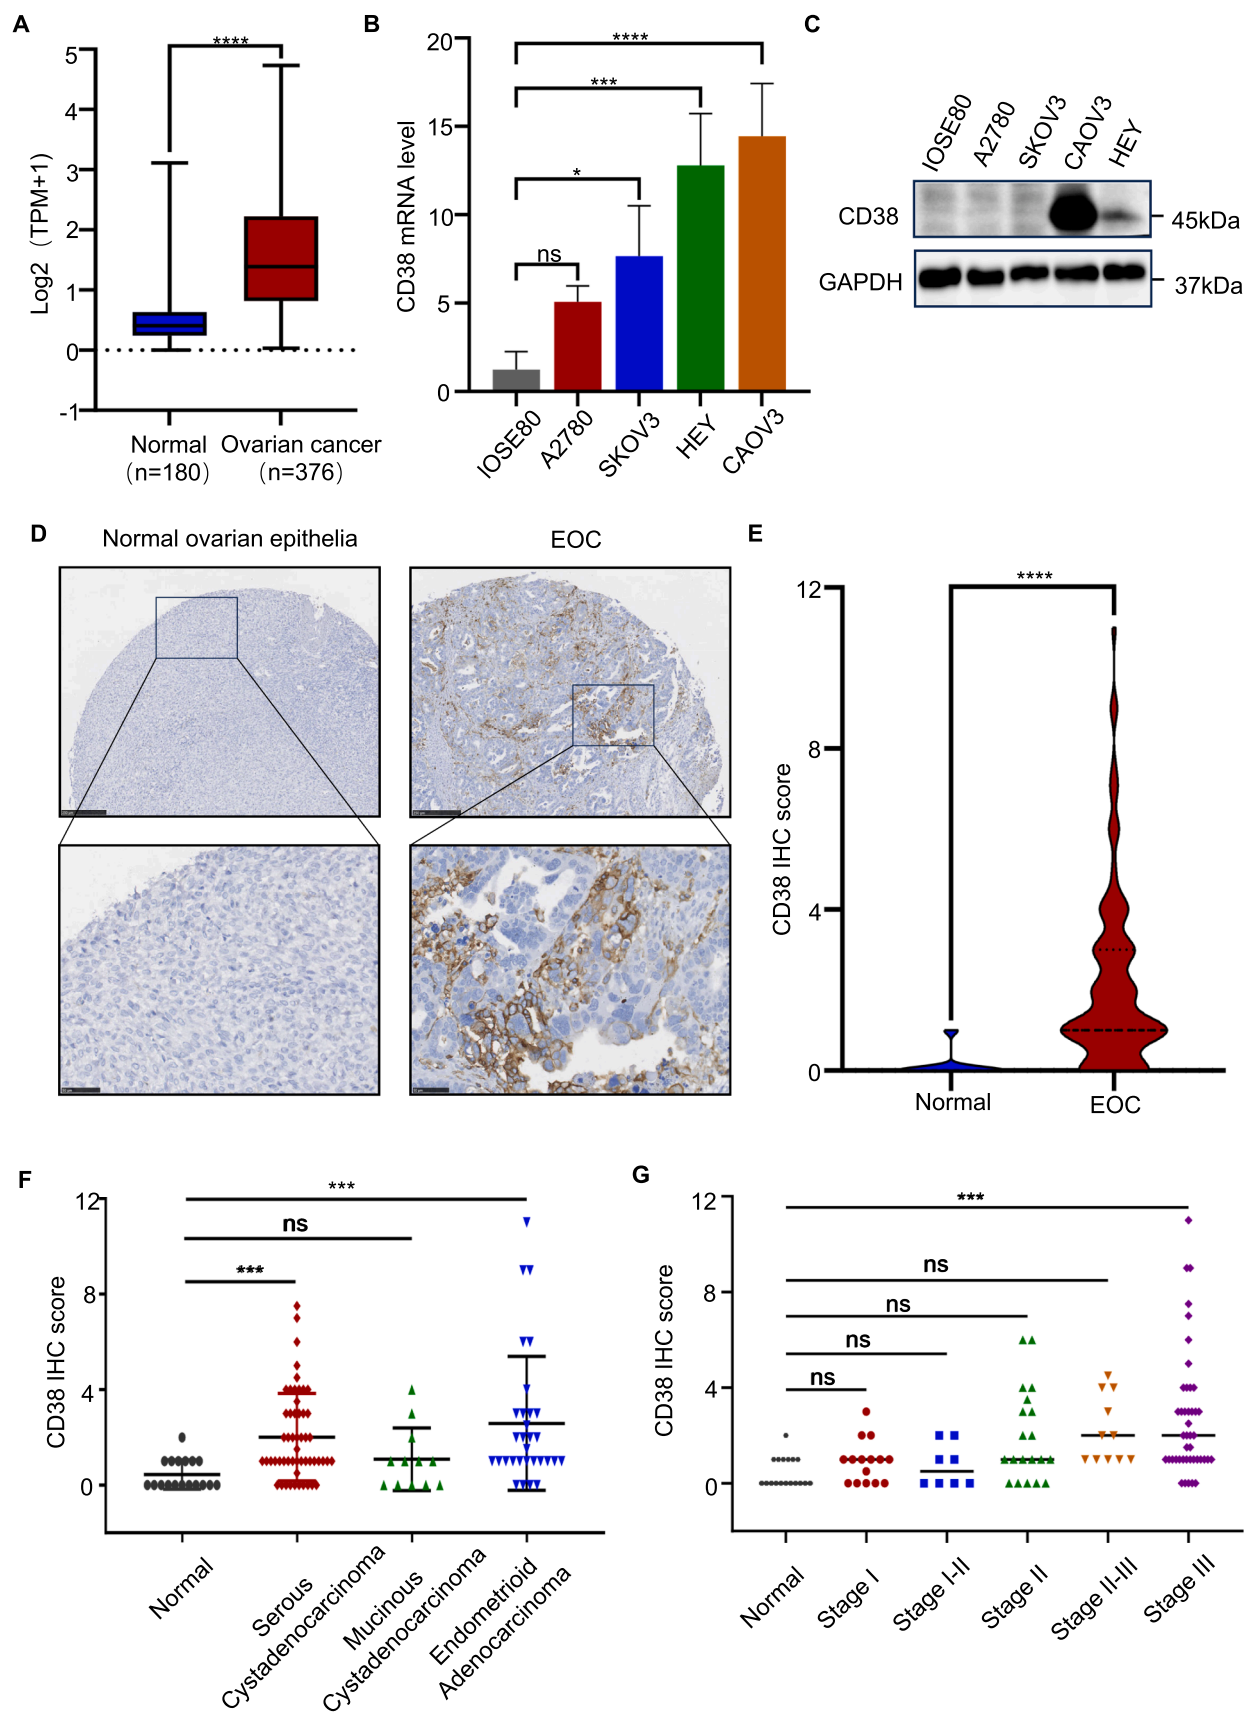 A
5
4
3
2
1
0
-1
Log2（TPM+1)
****
Normal
（n=180）
Ovarian cancer
（n=376）
B
20
15
10
5
0
CD38 mRNA level
****
***
*
ns
IOSE80
A2780
SKOV3
HEY
CAOV3
C
IOSE80
A2780
SKOV3
CAOV3
HEY
CD38
45kDa
GAPDH
37kDa
D
Normal ovarian epithelia
EOC
E
12
8
4
0
CD38 IHC score
****
Normal
EOC
F
12
8
4
0
CD38 IHC score
***
ns
***
Normal
Serous
Cystadenocarcinoma
Mucinous
Cystadenocarcinoma
Endometrioid
Adenocarcinoma
G
12
8
4
0
CD38 IHC score
***
ns
ns
ns
ns
Normal
Stage I
Stage I-II
Stage II
Stage II-III
Stage III